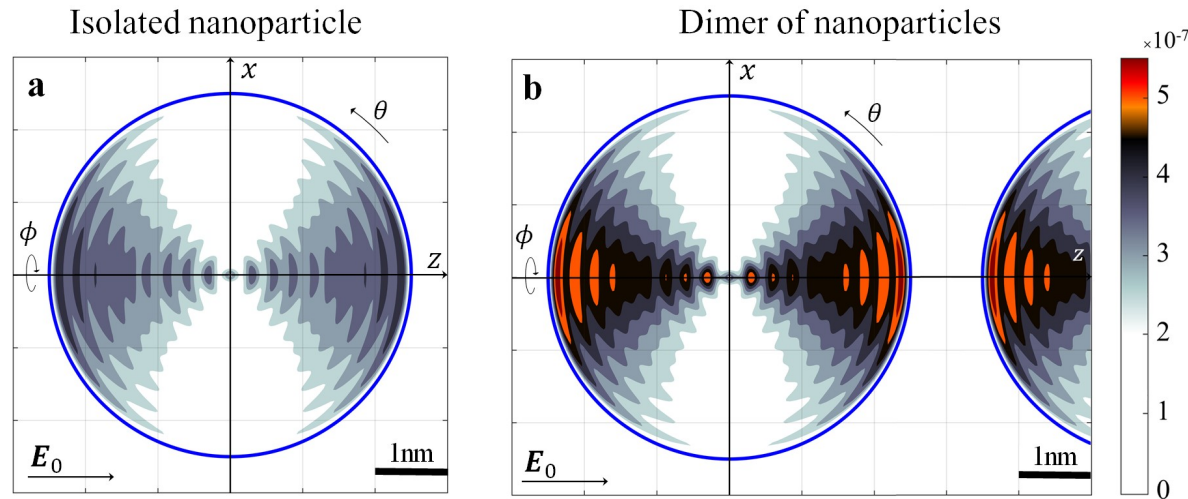 Isolated nanoparticle
Dimer of nanoparticles
×10-7
a
x
θ
ϕ
z
E0
1nm
b
x
θ
ϕ
z
E0
1nm
5
4
3
2
1
0